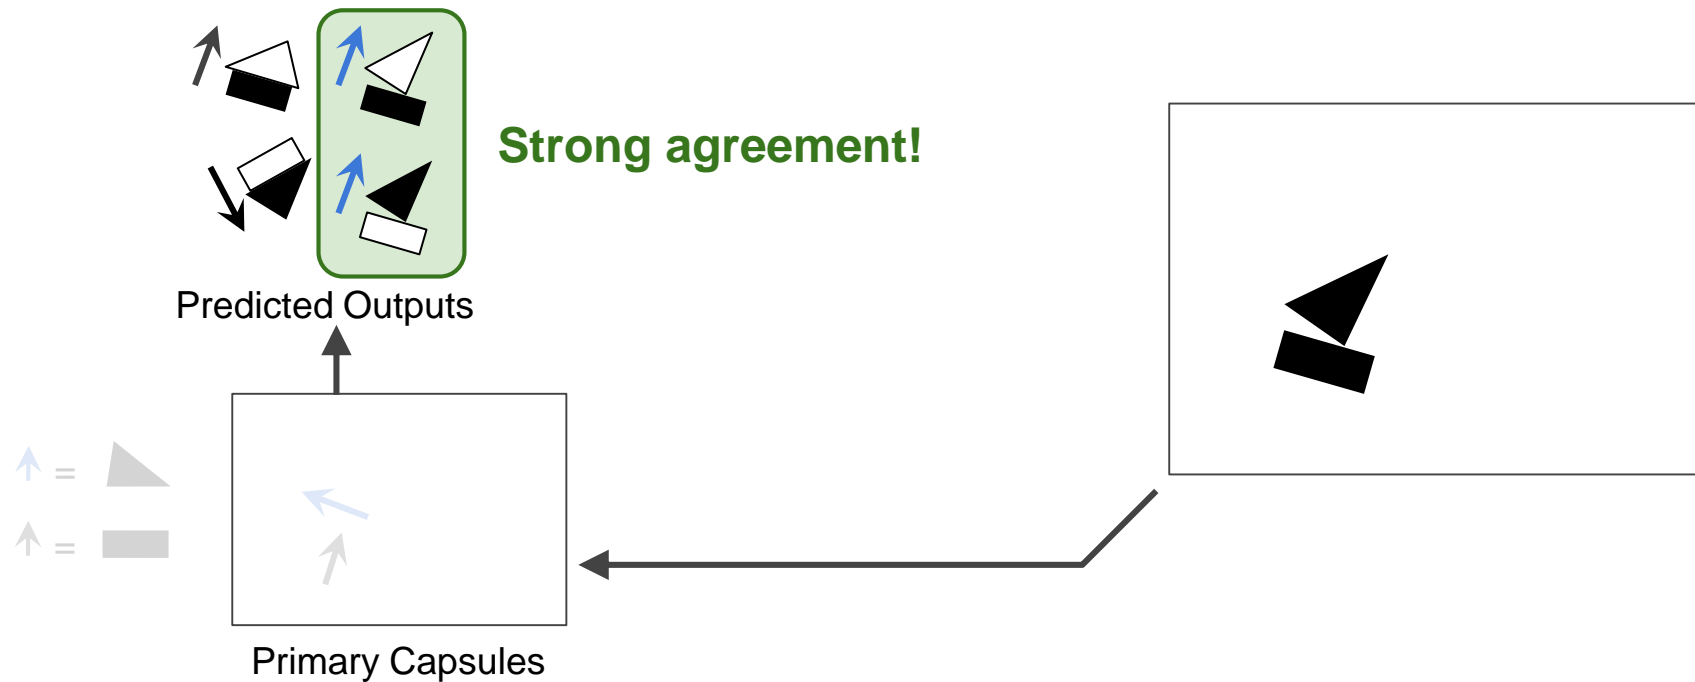 Strong agreement!
Predicted Outputs
=
=
Primary Capsules